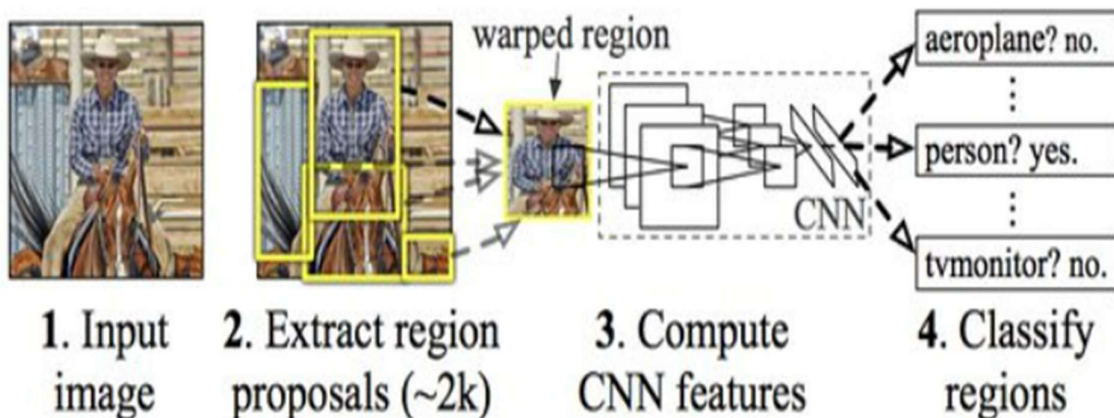 warped region
aeroplane? no.
person? yes.
CNN
tvmonitor? no.
1. Input
image
2. Extract region
proposals (~2k)
3. Compute
CNN features
4. Classify
regions